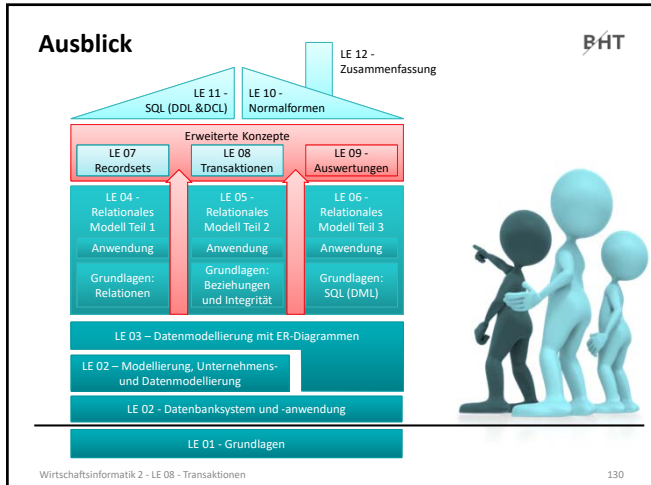 Ausblick
BHT
LE 12 -
Zusammenfassung
LE 11 -
SQL (DDL &DCL)
LE 10 -
Normalformen
Erweiterte Konzepte
LE 07
Recordsets
LE 08
Transaktionen
LE 09 -
Auswertungen
LE 04 -
Relationales
Modell Teil 1
Anwendung
Grundlagen:
Relationen
LE 05 -
Relationales
Modell Teil 2
Anwendung
Grundlagen:
Beziehungen
und Integrität
LE 06 -
Relationales
Modell Teil 3
Anwendung
Grundlagen:
SQL (DML)
LE 03 – Datenmodellierung mit ER-Diagrammen
LE 02 – Modellierung, Unternehmens-
und Datenmodellierung
LE 02 - Datenbanksystem und -anwendung
LE 01 - Grundlagen
Wirtschaftsinformatik 2 - LE 08 - Transaktionen
130